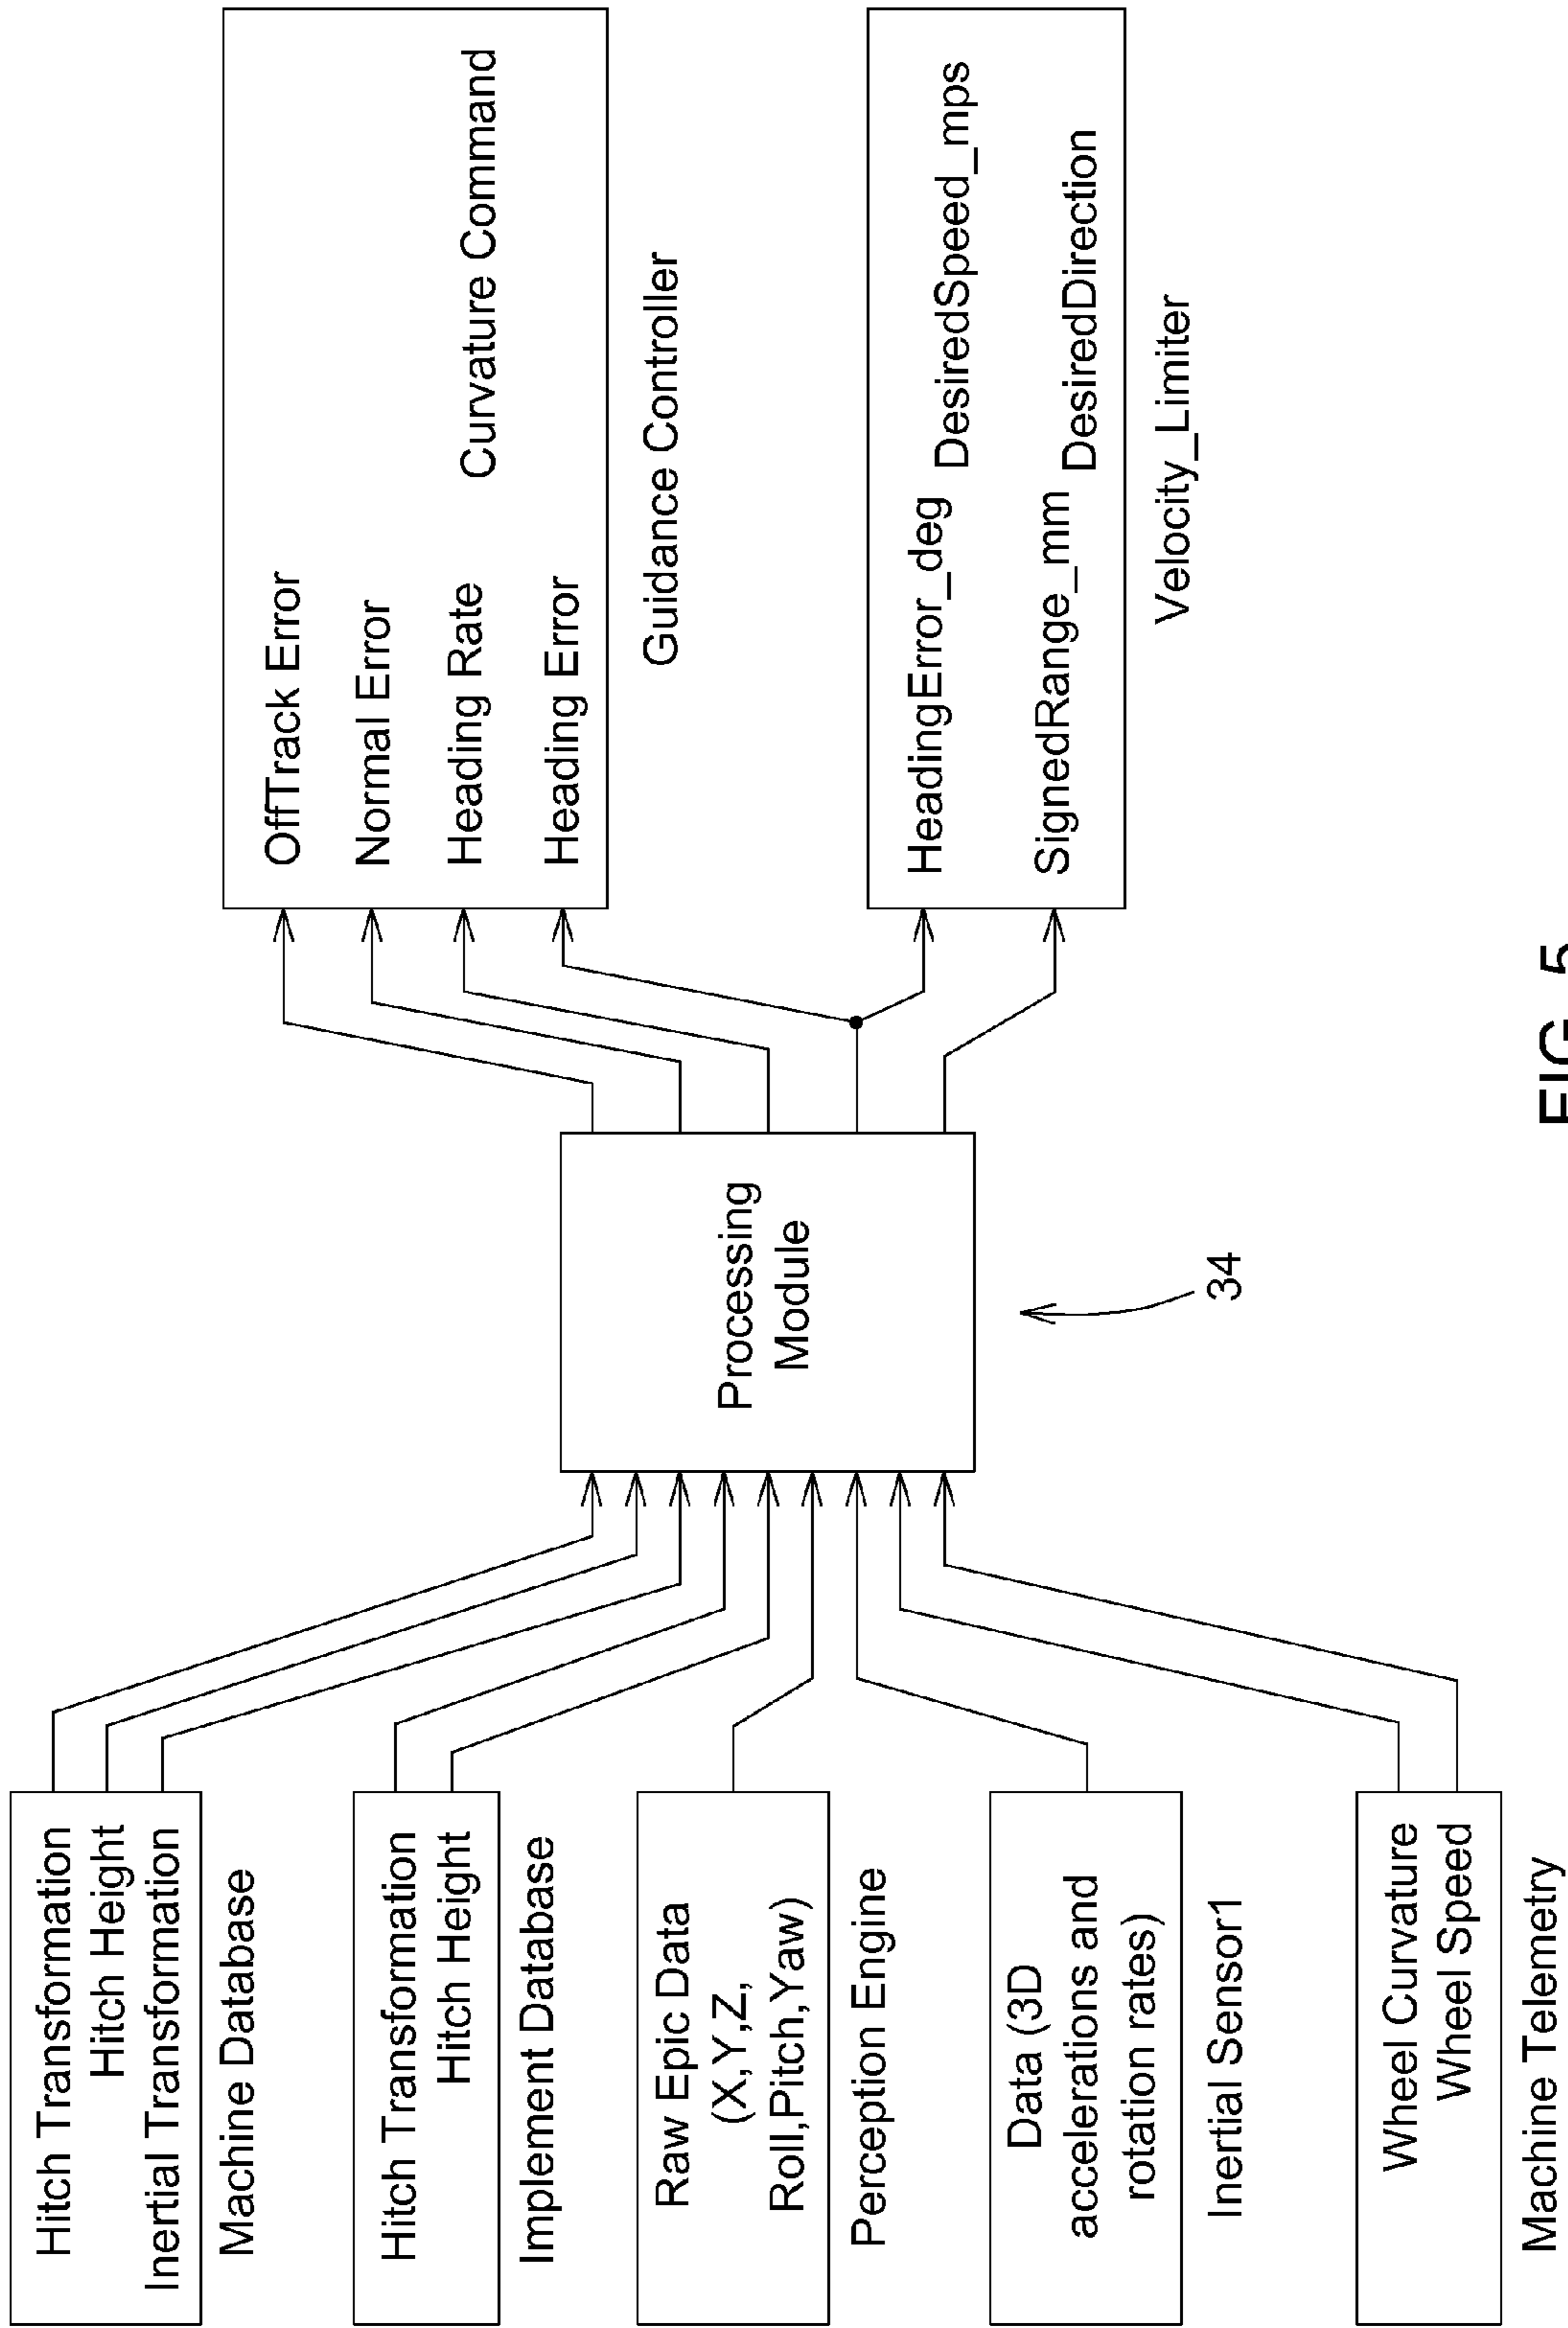 Hitch Transformation
Hitch Height
Inertial Transformation
Machine Database
Hitch Transformation
Hitch Height
Implement Database
Raw Epic Data
(X,Y,Z,
Roll,Pitch,Yaw)
Perception Engine
Data (3D
accelerations and
rotation rates)
Inertial Sensor1
Wheel Curvature
Wheel Speed
Machine Telemetry
Processing
Module
34
OffTrack Error
Normal Error
Heading Rate
Curvature Command
Heading Error
Guidance Controller
HeadingError_deg
DesiredSpeed_mps
SignedRange_mm
DesiredDirection
Velocity_Limiter
FIG. 5